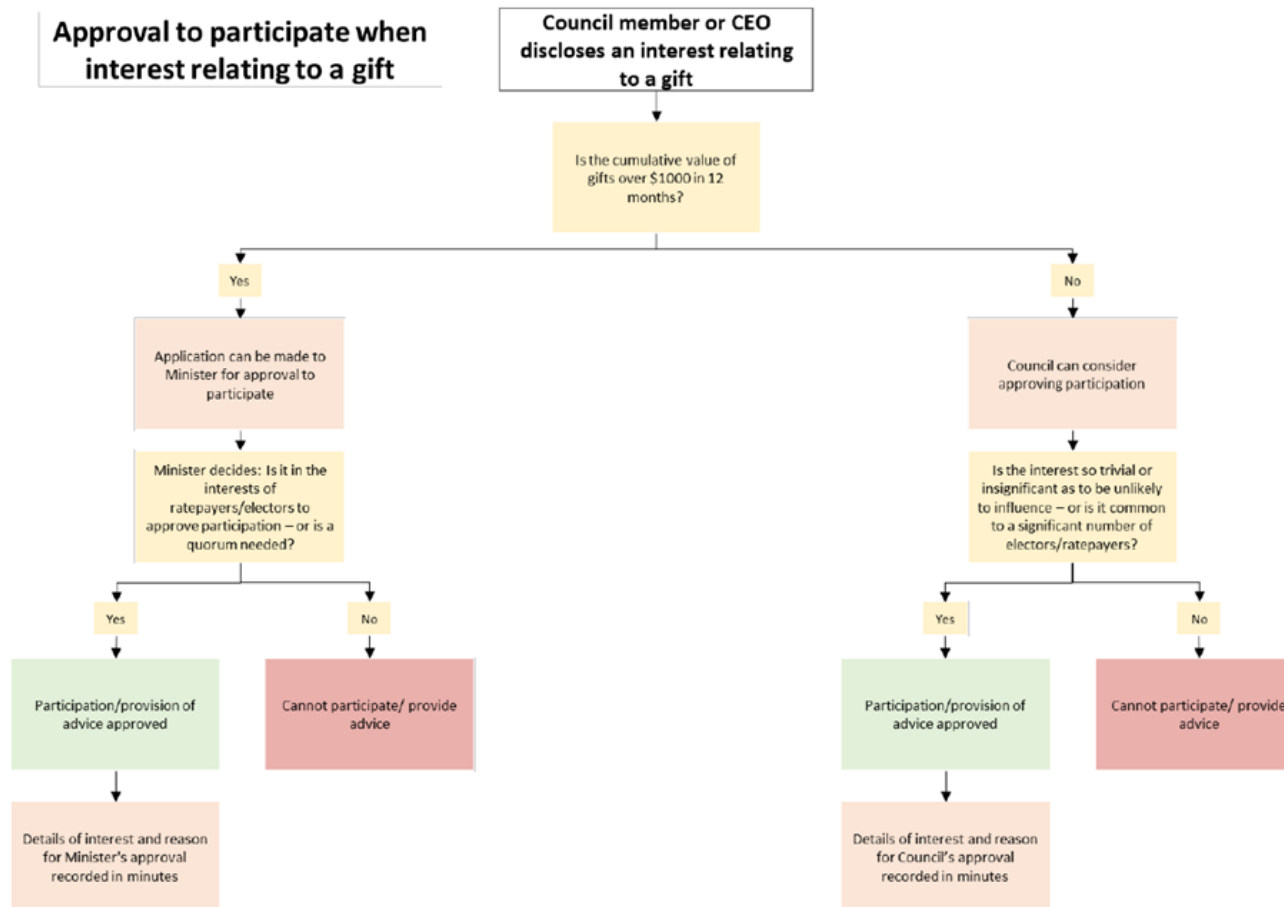 Approval to participate when
interest relating to a gift
Council member or CEO
discloses an interest relating
to a gift
Is the cumulative value of
gifts over $1000 in 12
months?
Yes
No
Application can be made to
Minister for approval to
participate
Council can consider
approving participation
Minister decides: Is it in the
interests of
ratepayers/electors to
approve participation – or is a
quorum needed?
Is the interest so trivial or
insignificant as to be unlikely
to influence – or is it common
to a significant number of
electors/ratepayers?
Yes
No
Yes
No
Participation/provision of
advice approved
Cannot participate/ provide
advice
Participation/provision of
advice approved
Cannot participate/ provide
advice
Details of interest and reason
for Minister's approval
recorded in minutes
Details of interest and reason
for Council's approval
recorded in minutes